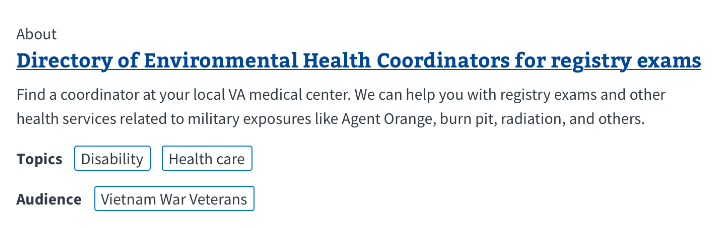 About
Directory of Environmental Health Coordinators for registry exams
Find a coordinator at your local VA medical center. We can help you with registry exams and other
health services related to military exposures like Agent Orange, burn pit, radiation, and others.
Topics Disability Health care
Audience Vietnam War Veterans